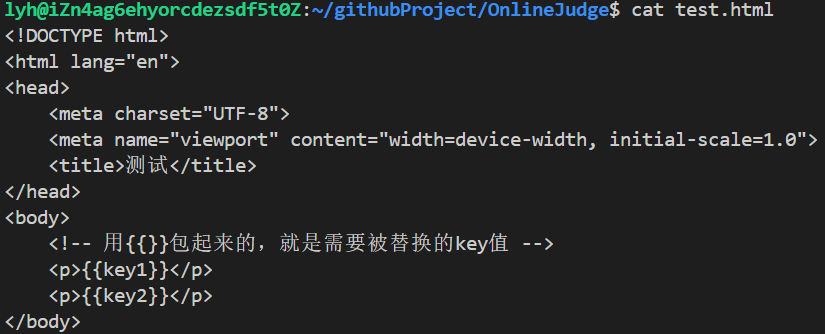 lyh@iZn4ag6ehyorcdezsdf5t0Z:~/githubProject/OnlineJudge$ cat test.html
<!DOCTYPE html>
<html lang="en">
<head>
    <meta charset="UTF-8">
    <meta name="viewport" content="width=device-width, initial-scale=1.0">
    <title>测试</title>
</head>
<body>
    <!-- 用{{}}包起来的，就是需要被替换的key值 -->
    <p>{{key1}}</p>
    <p>{{key2}}</p>
</body>